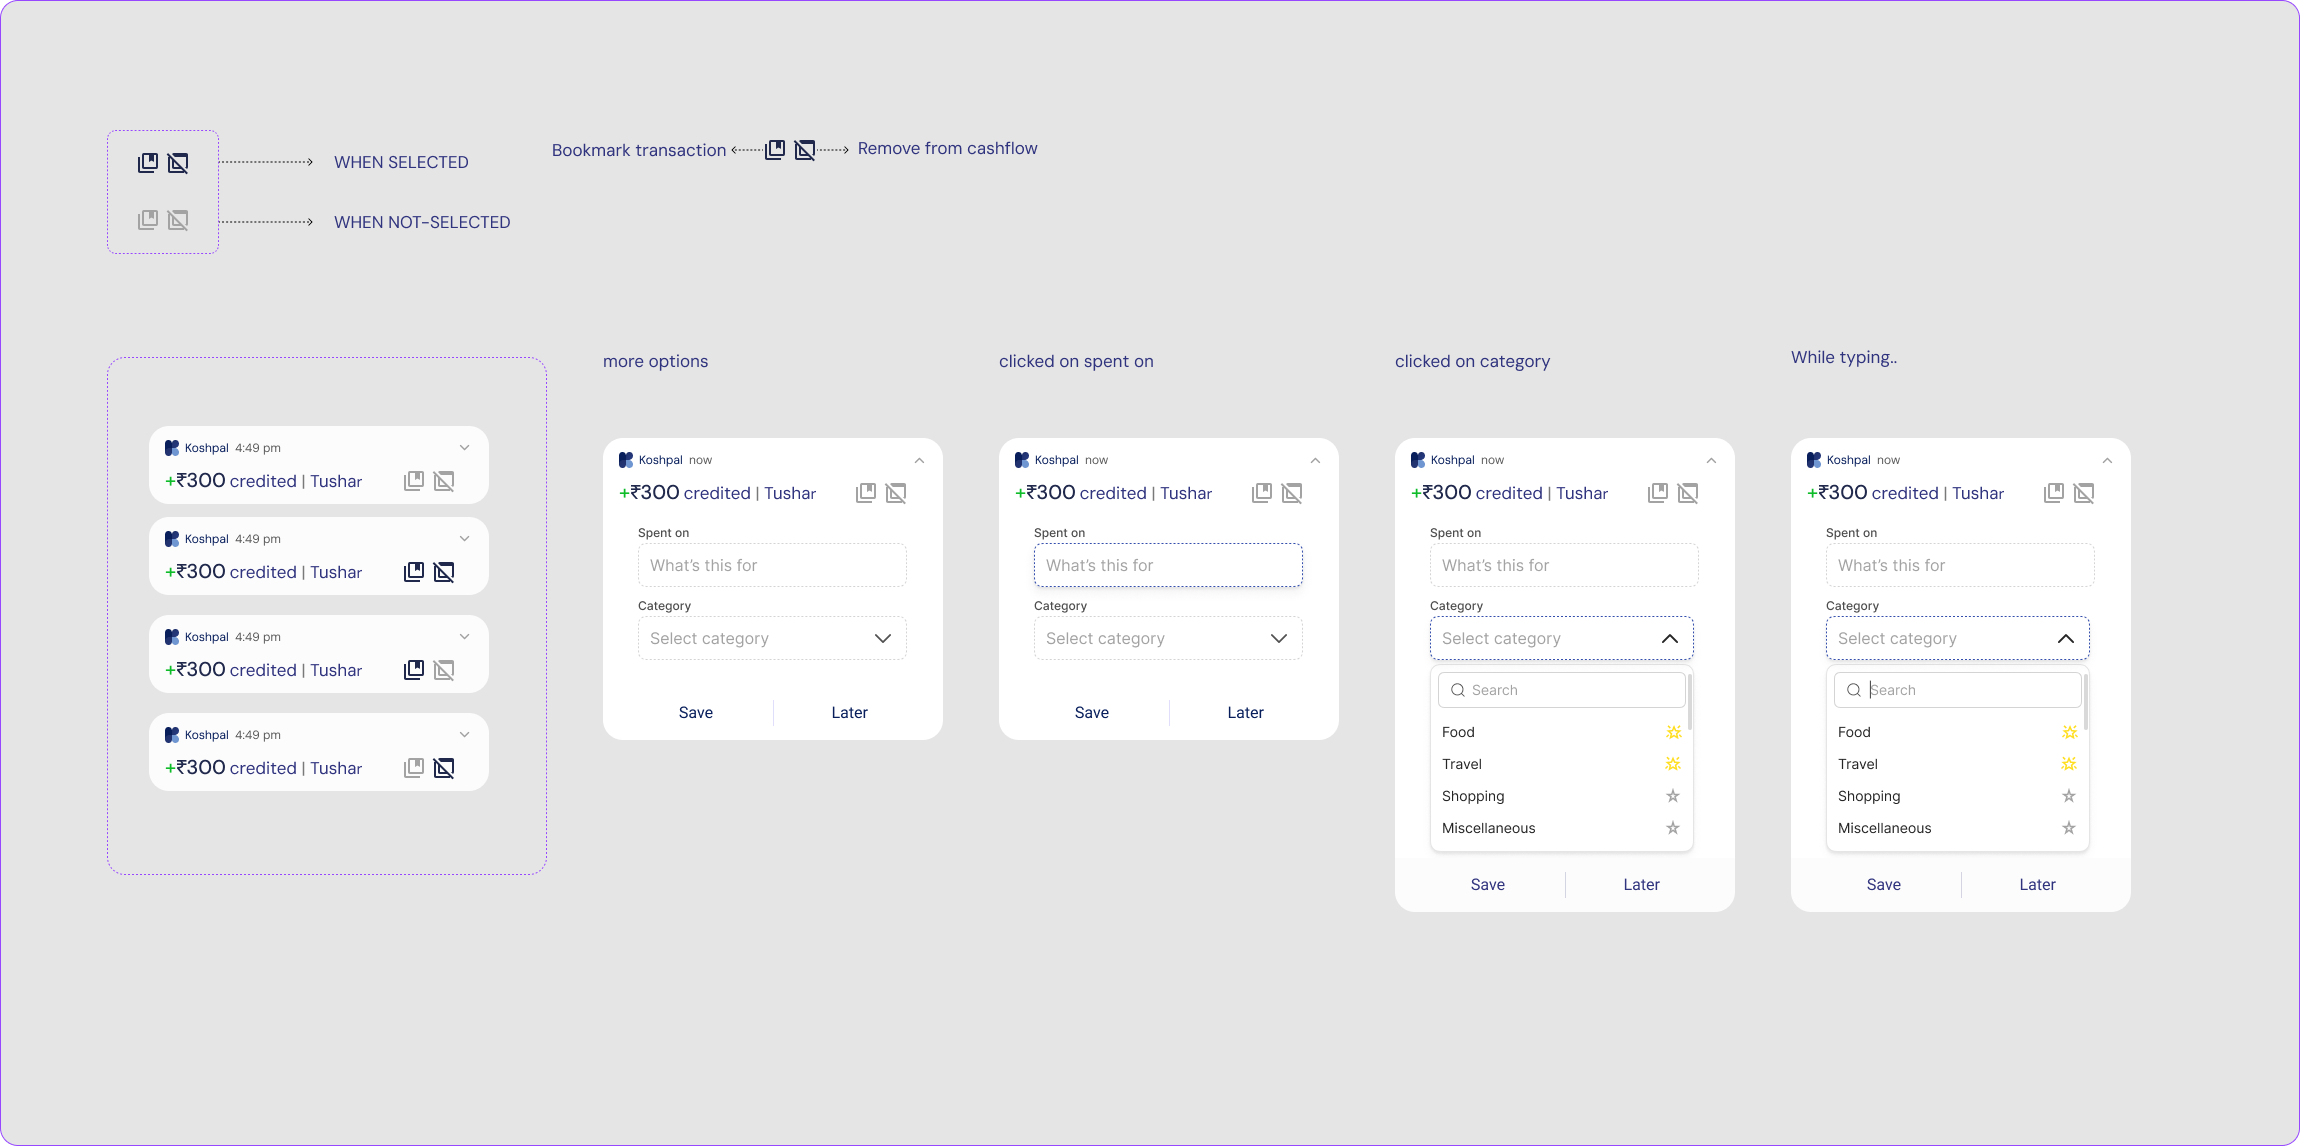 WHEN SELECTED
Bookmark transaction
Remove from cashflow
WHEN NOT-SELECTED
Koshpal 4:49 pm
+₹300 credited | Tushar
Koshpal 4:49 pm
+₹300 credited | Tushar
Koshpal 4:49 pm
+₹300 credited | Tushar
Koshpal 4:49 pm
+₹300 credited | Tushar
more options
Koshpal now
+₹300 credited | Tushar
Spent on
What's this for
Category
Select category
Save
Later
clicked on spent on
Koshpal now
+₹300 credited | Tushar
Spent on
What's this for
Category
Select category
Save
Later
clicked on category
Koshpal now
+₹300 credited | Tushar
Spent on
What's this for
Category
Select category
Search
Food
Travel
Shopping
Miscellaneous
Save
Later
While typing..
Koshpal now
+₹300 credited | Tushar
Spent on
What's this for
Category
Select category
Search
Food
Travel
Shopping
Miscellaneous
Save
Later